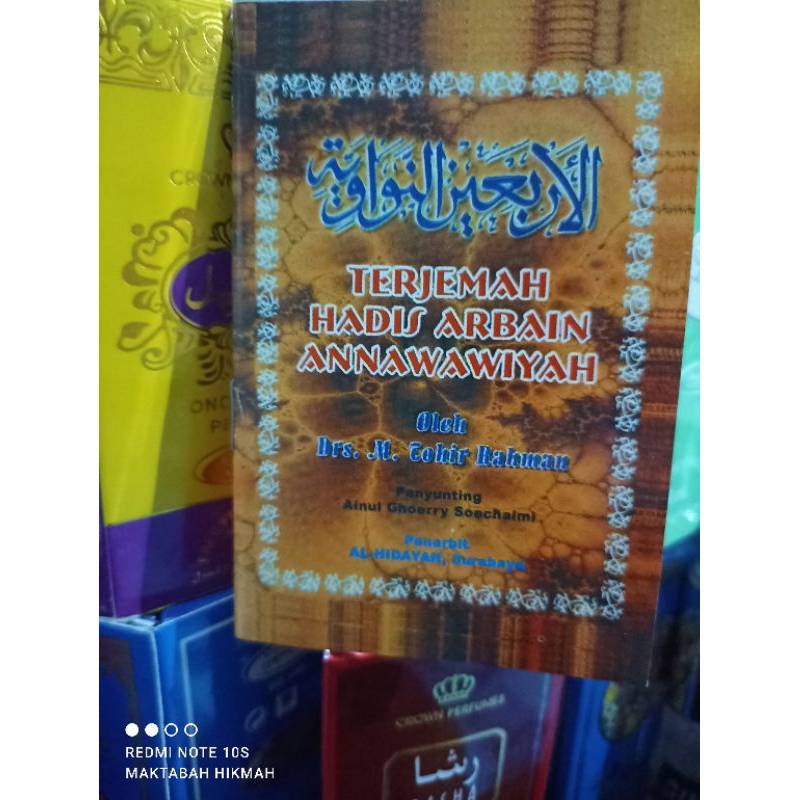 الأربعين النواوية
TERJEMAH
HADIS ARBAIN
ANNAWAWIYAH
Oleh
Drs. M. Tohir Rahman
Penyunting
Ainul Ghoerry Soechaimi
Penerbit
AL-HIDAYAH, Surabaya
CROWN PERFUMES
رشا
REDMI NOTE 10S
MAKTABAH HIKMAH